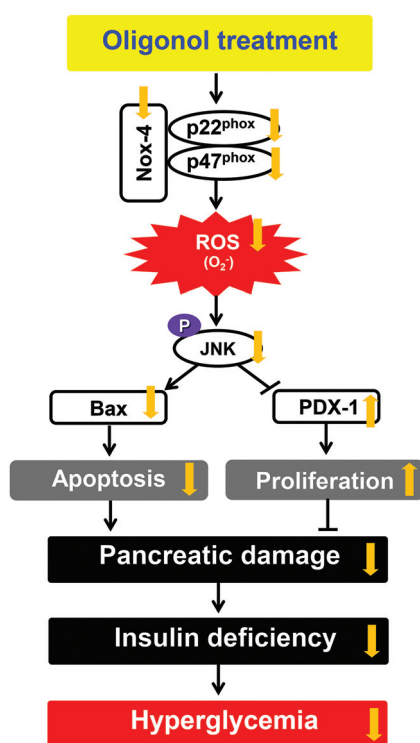 Oligonol treatment
Nox-4
p22phox
p47phox
ROS
(O₂⁻)
P
JNK
Bax
PDX-1
Apoptosis
Proliferation
Pancreatic damage
Insulin deficiency
Hyperglycemia